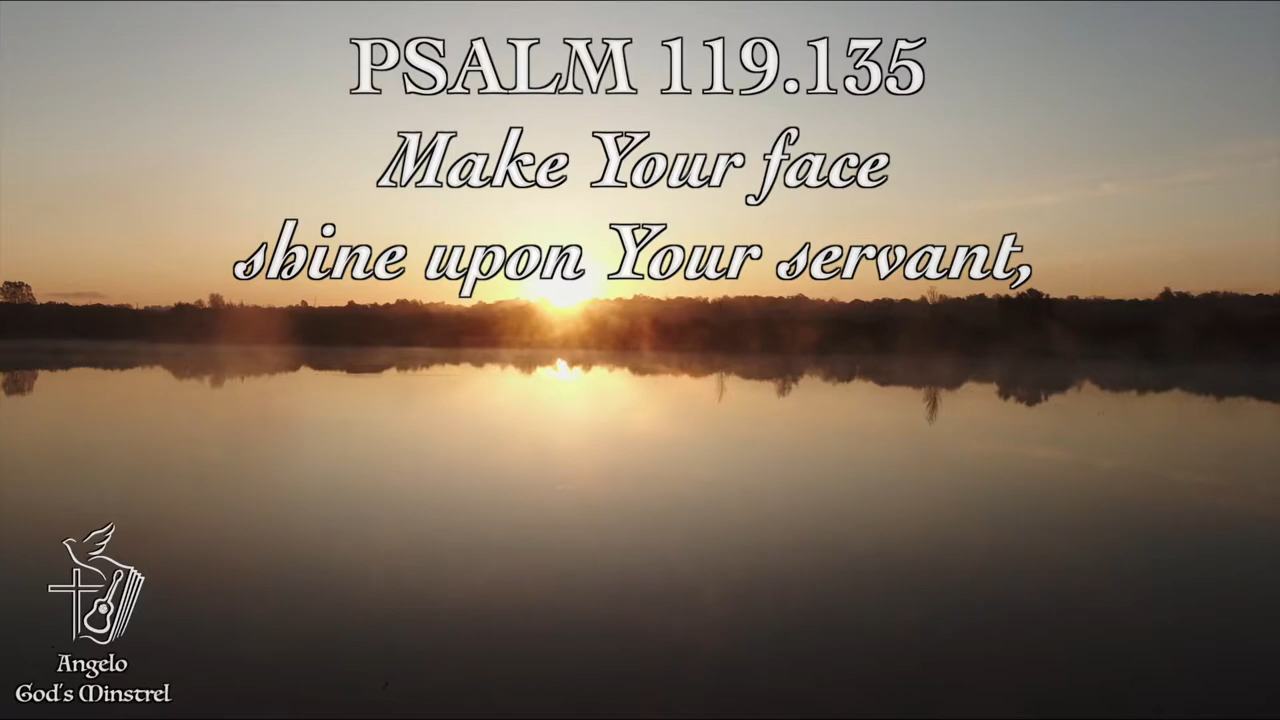 PSALM 119.135
Make Your face
shine upon Your servant,
Angelo
God's Minstrel